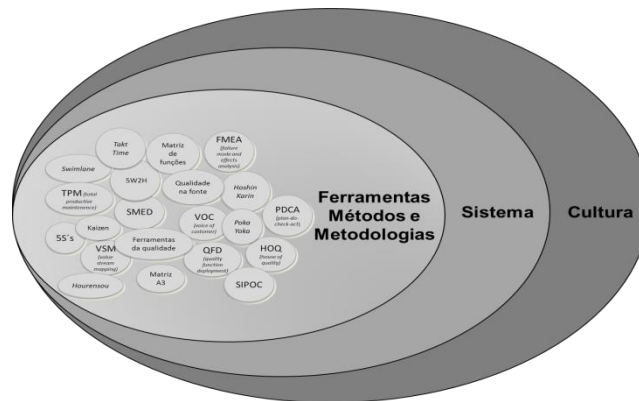 Takt
Time
Matriz
de
funções
FMEA
(failure
mode and
effects
analysis)
Swimlane
5W2H
Qualidade
na fonte
Hoshin
Karin
TPM (total
productive
maintenance)
SMED
VOC
(voice of
customer)
Poka
Yoka
PDCA
(plan-do-
check-act)
5S´s
Kaizen
VSM
(value
stream
mapping)
Ferramentas
da qualidade
QFD
(quality
function
deployment)
HOQ
(house of
quality)
Hourensou
Matriz
A3
SIPOC
Ferramentas
Métodos e
Metodologias
Sistema
Cultura